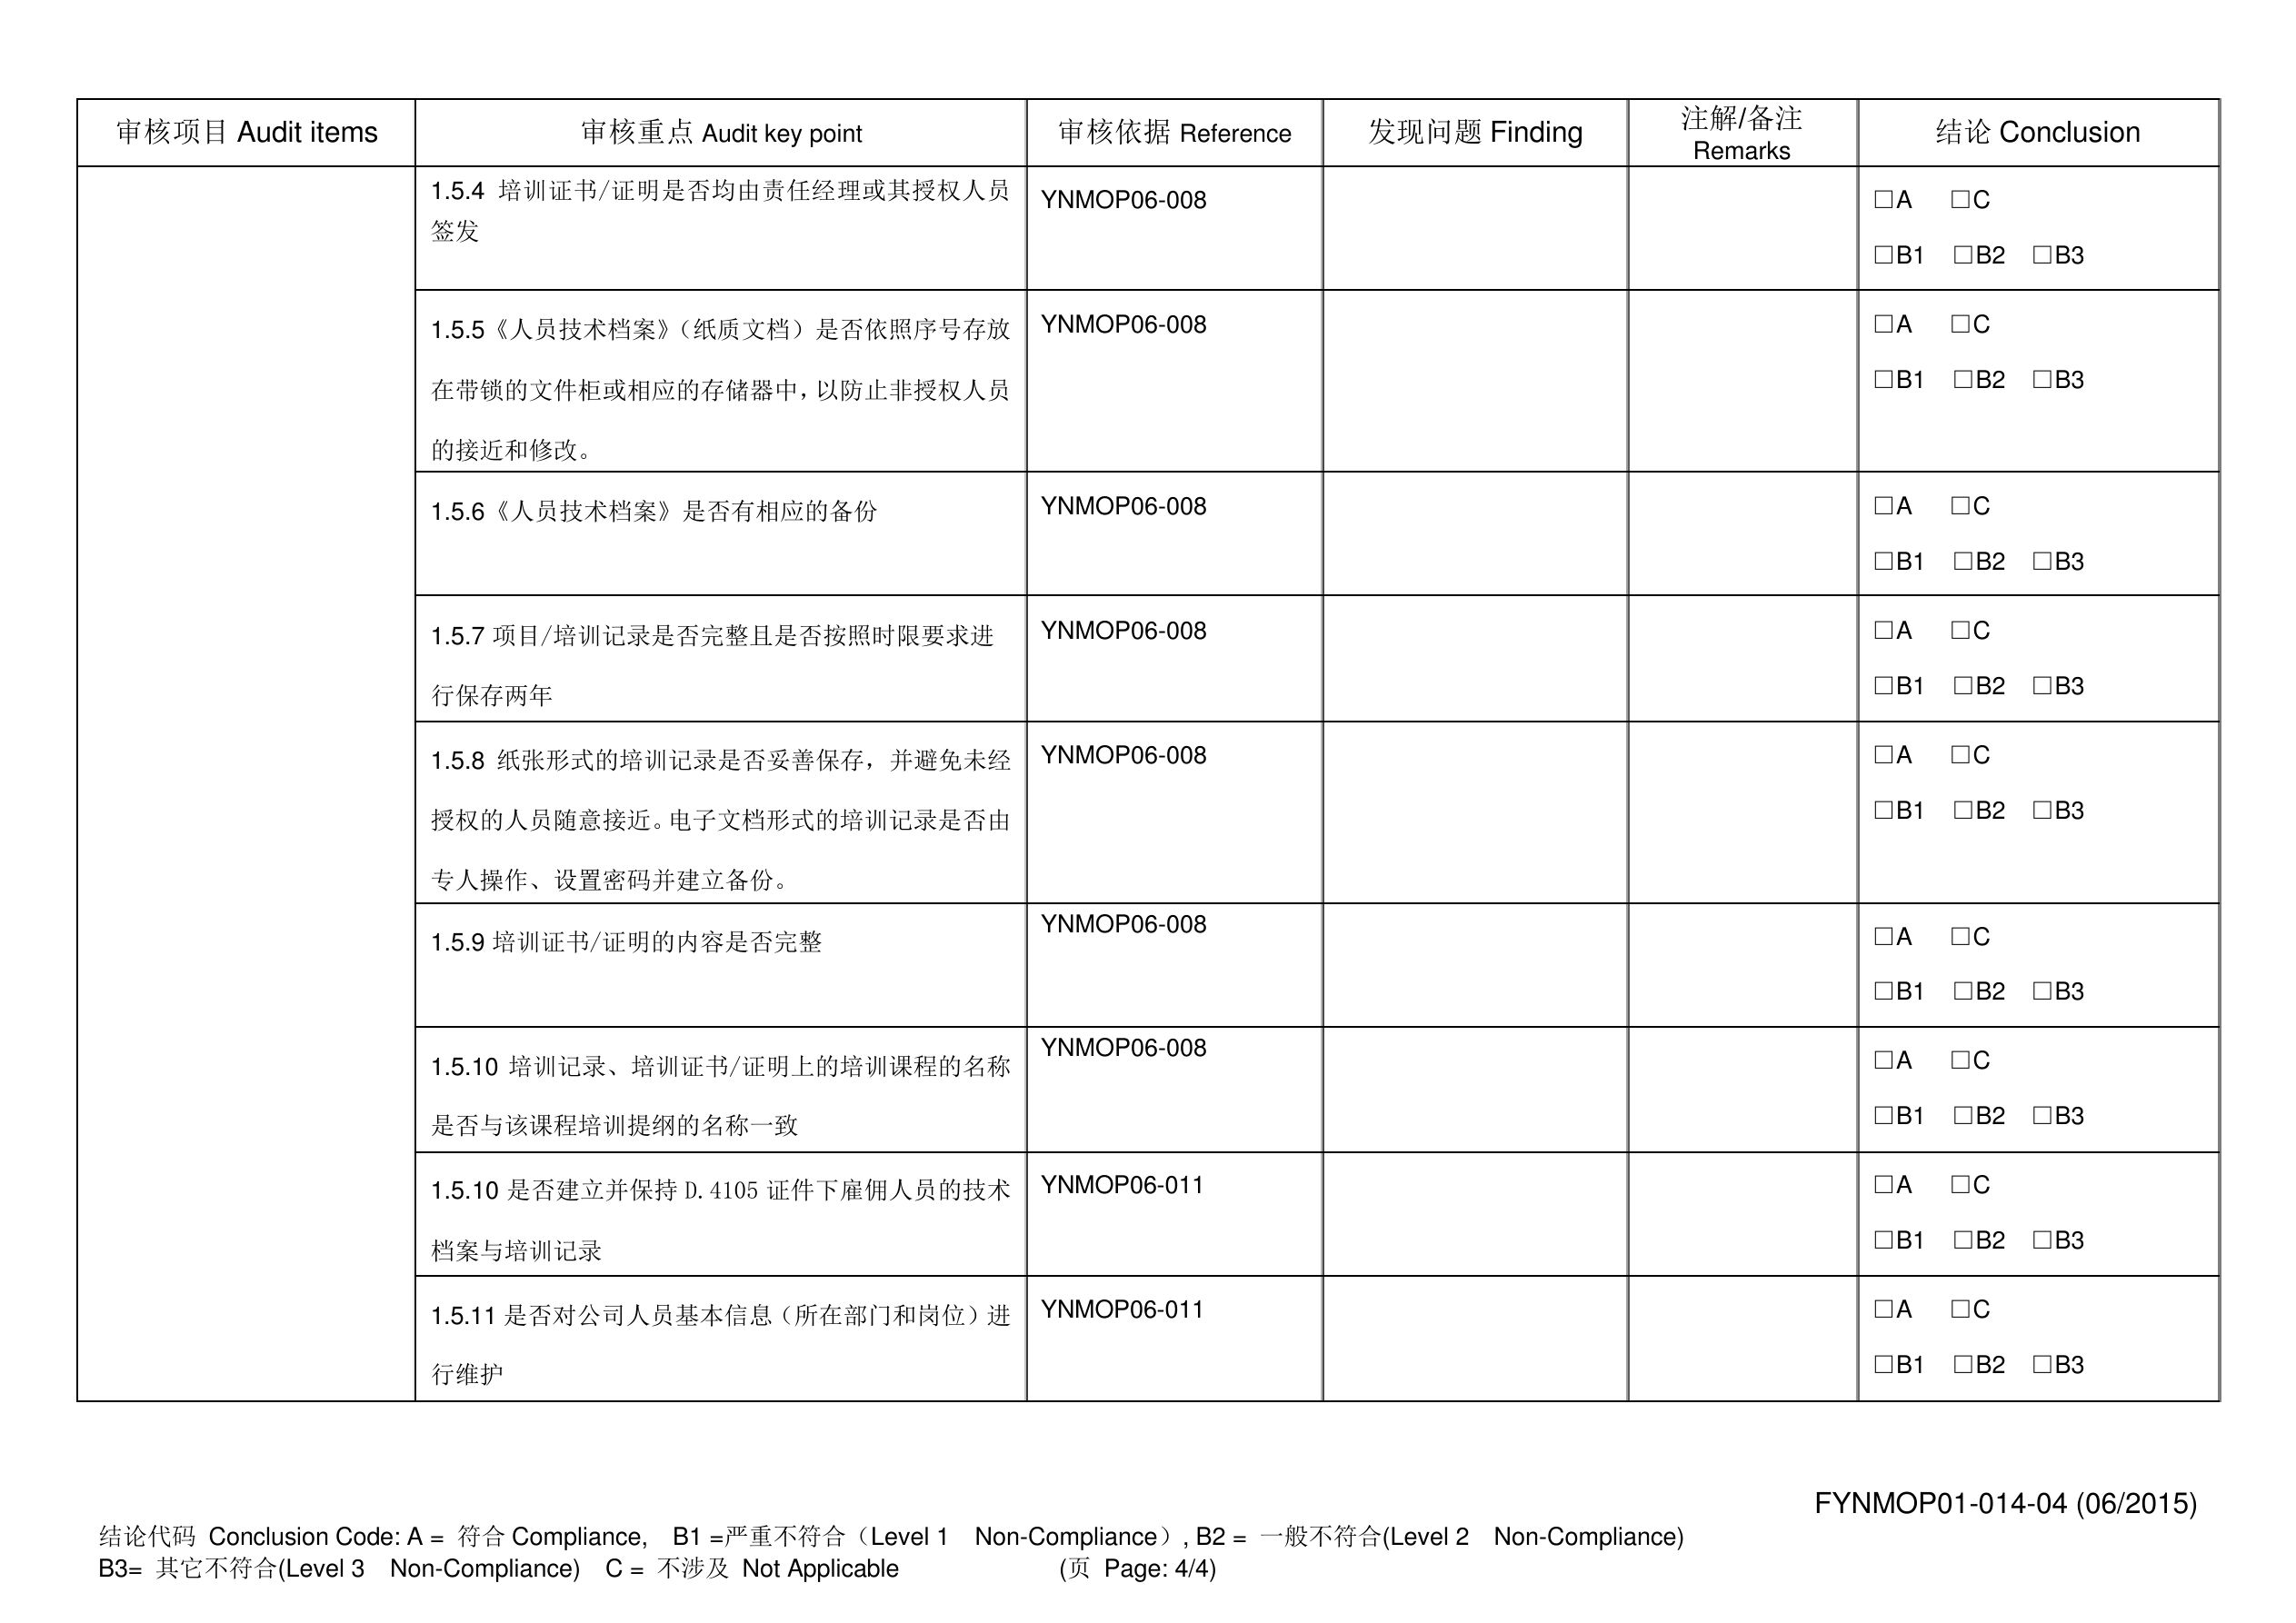 审核项目 Audit items 审核重点 Audit key point 审核依据 Reference 发现问题 Finding 注解/备注 Remarks 结论 Conclusion
1.5.4 培训证书/证明是否均由责任经理或其授权人员
签发
YNMOP06-008
□A □C
□B1 □B2 □B3
1.5.5《人员技术档案》（纸质文档）是否依照序号存放
在带锁的文件柜或相应的存储器中，以防止非授权人员
的接近和修改。
YNMOP06-008
□A □C
□B1 □B2 □B3
1.5.6《人员技术档案》是否有相应的备份
YNMOP06-008
□A □C
□B1 □B2 □B3
1.5.7 项目/培训记录是否完整且是否按照时限要求进
行保存两年
YNMOP06-008
□A □C
□B1 □B2 □B3
1.5.8 纸张形式的培训记录是否妥善保存，并避免未经
授权的人员随意接近。电子文档形式的培训记录是否由
专人操作、设置密码并建立备份。
YNMOP06-008
□A □C
□B1 □B2 □B3
1.5.9 培训证书/证明的内容是否完整
YNMOP06-008
□A □C
□B1 □B2 □B3
1.5.10 培训记录、培训证书/证明上的培训课程的名称
是否与该课程培训提纲的名称一致
YNMOP06-008
□A □C
□B1 □B2 □B3
1.5.10 是否建立并保持 D.4105 证件下雇佣人员的技术
档案与培训记录
YNMOP06-011
□A □C
□B1 □B2 □B3
1.5.11 是否对公司人员基本信息（所在部门和岗位）进
行维护
YNMOP06-011
□A □C
□B1 □B2 □B3
FYNMOP01-014-04 (06/2015)
结论代码 Conclusion Code: A = 符合 Compliance, B1 =严重不符合（Level 1 Non-Compliance）, B2 = 一般不符合(Level 2 Non-Compliance)
B3= 其它不符合(Level 3 Non-Compliance) C = 不涉及 Not Applicable (页 Page: 4/4)